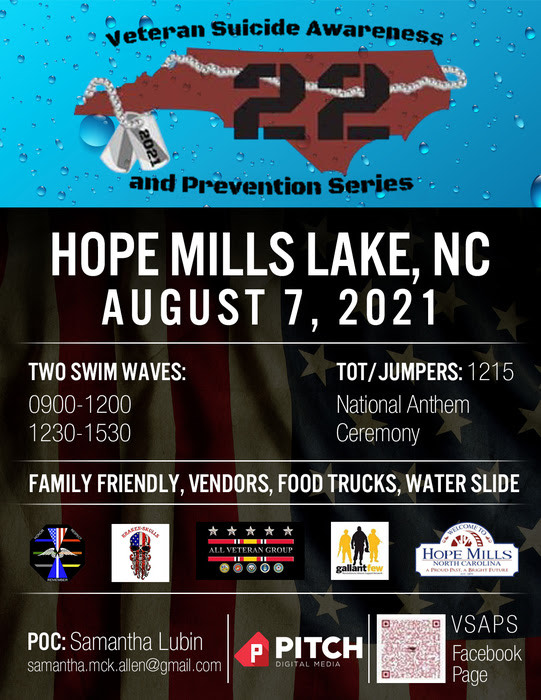 Veteran Suicide Awareness
22
2021
and Prevention Series
HOPE MILLS LAKE, NC
AUGUST 7, 2021
TWO SWIM WAVES:
0900-1200
1230-1530
TOT/JUMPERS: 1215
National Anthem
Ceremony
FAMILY FRIENDLY, VENDORS, FOOD TRUCKS, WATER SLIDE
REMEMBER
BEARED-SKULLS
ALL VETERAN GROUP
gallantfew
WELCOME TO
HOPE MILLS
NORTH CAROLINA
A PROUD PAST, A BRIGHT FUTURE
POC: Samantha Lubin
samantha.mck.allen@gmail.com
P
PITCH
DIGITAL MEDIA
VSAPS
Facebook
Page